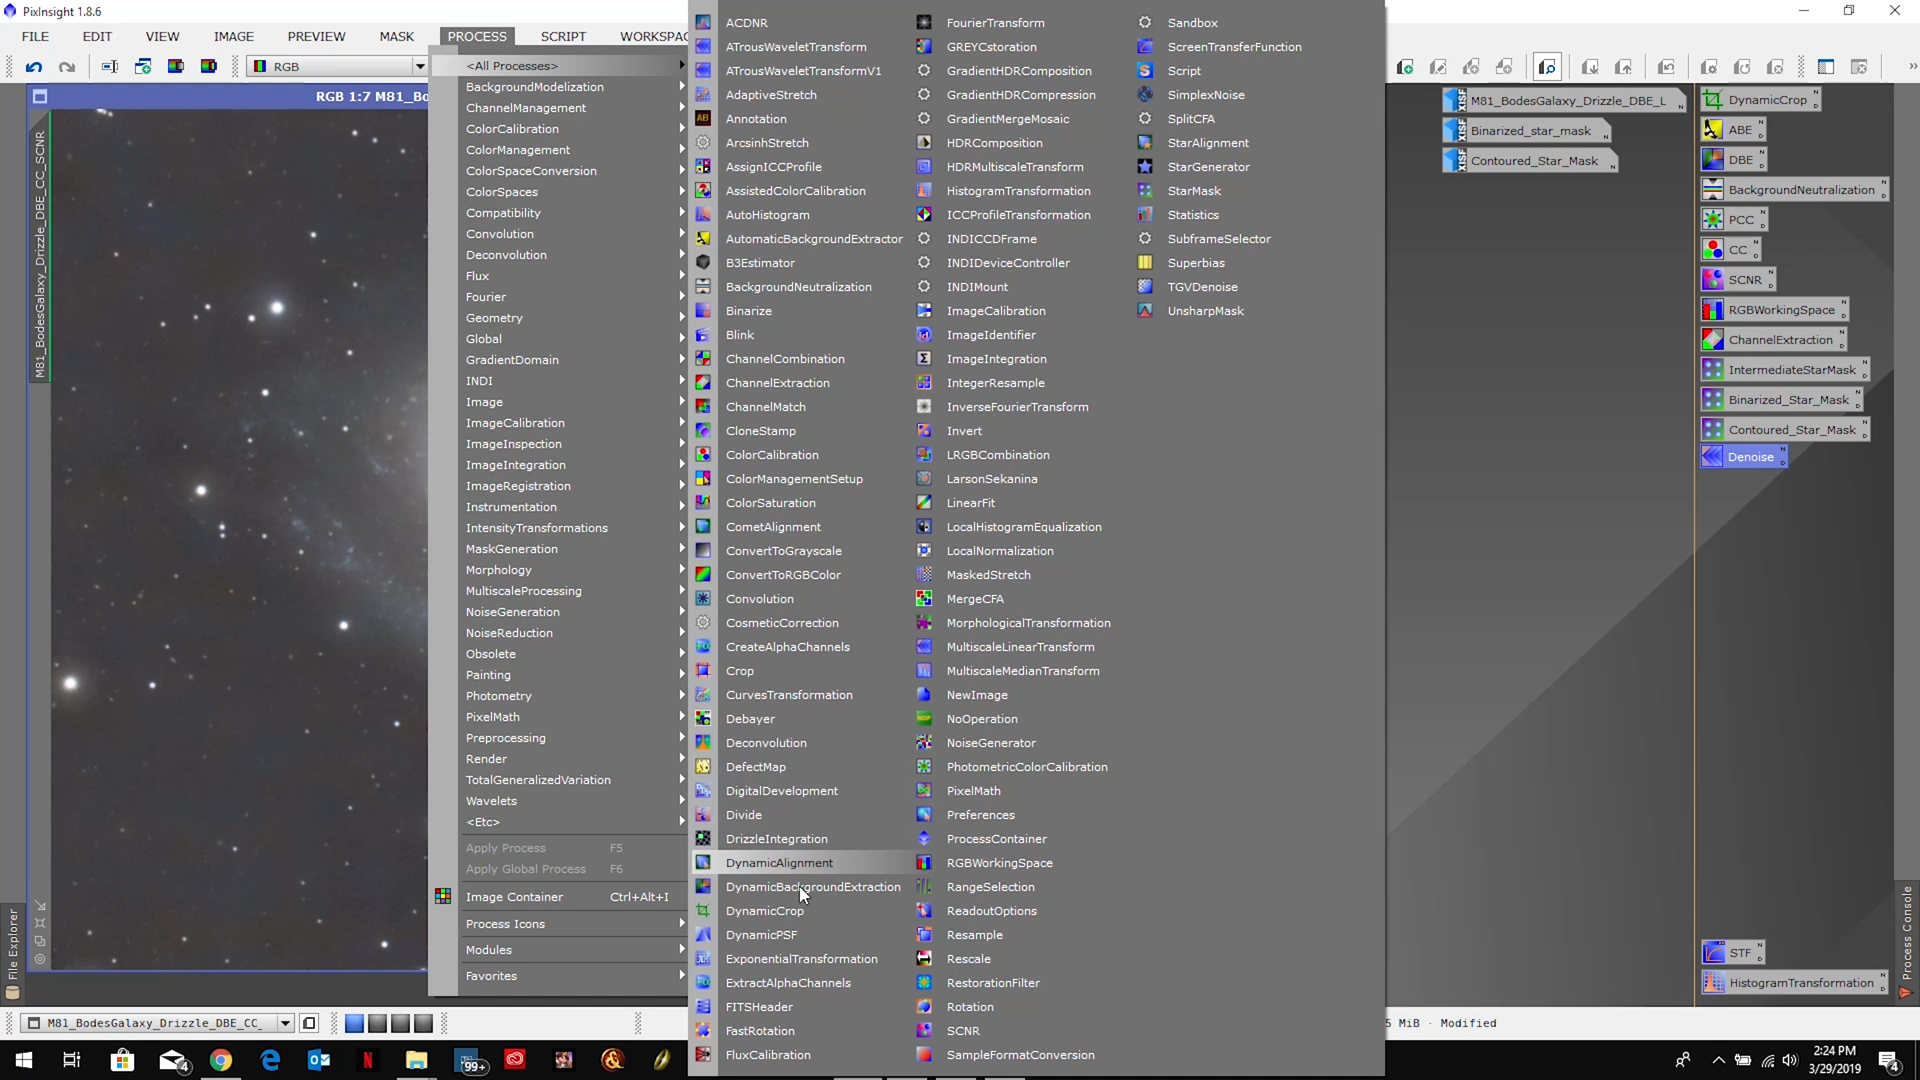 PixInsight 1.8.6
FILE EDIT VIEW IMAGE PREVIEW MASK PROCESS SCRIPT WORKSPAC
RGB
RGB 1:7 M81_Bo
M81_BodesGalaxy_Drizzle_DBE_CC_SCNR
<All Processes>
BackgroundModelization
ChannelManagement
ColorCalibration
ColorManagement
ColorSpaceConversion
ColorSpaces
Compatibility
Convolution
Deconvolution
Flux
Fourier
Geometry
Global
GradientDomain
INDI
Image
ImageCalibration
ImageInspection
ImageIntegration
ImageRegistration
Instrumentation
IntensityTransformations
MaskGeneration
Morphology
MultiscaleProcessing
NoiseGeneration
NoiseReduction
Obsolete
Painting
Photometry
PixelMath
Preprocessing
Render
TotalGeneralizedVariation
Wavelets
<Etc>
Apply Process F5
Apply Global Process F6
Image Container Ctrl+Alt+I
Process Icons
Modules
Favorites
ACDNR
ATrousWaveletTransform
ATrousWaveletTransformV1
AdaptiveStretch
Annotation
ArcsinhStretch
AssignICCProfile
AssistedColorCalibration
AutoHistogram
AutomaticBackgroundExtractor
B3Estimator
BackgroundNeutralization
Binarize
Blink
ChannelCombination
ChannelExtraction
ChannelMatch
CloneStamp
ColorCalibration
ColorManagementSetup
ColorSaturation
CometAlignment
ConvertToGrayscale
ConvertToRGBColor
Convolution
CosmeticCorrection
CreateAlphaChannels
Crop
CurvesTransformation
Debayer
Deconvolution
DefectMap
DigitalDevelopment
Divide
DrizzleIntegration
DynamicAlignment
DynamicBackgroundExtraction
DynamicCrop
DynamicPSF
ExponentialTransformation
ExtractAlphaChannels
FITSHeader
FastRotation
FluxCalibration
FourierTransform
GREYCstoration
GradientHDRComposition
GradientHDRCompression
GradientMergeMosaic
HDRComposition
HDRMultiscaleTransform
HistogramTransformation
ICCProfileTransformation
INDICCDFrame
INDIDeviceController
INDIMount
ImageCalibration
ImageIdentifier
ImageIntegration
IntegerResample
InverseFourierTransform
Invert
LRGBCombination
LarsonSekanina
LinearFit
LocalHistogramEqualization
LocalNormalization
MaskedStretch
MergeCFA
MorphologicalTransformation
MultiscaleLinearTransform
MultiscaleMedianTransform
NewImage
NoOperation
NoiseGenerator
PhotometricColorCalibration
PixelMath
Preferences
ProcessContainer
RGBWorkingSpace
RangeSelection
ReadoutOptions
Resample
Rescale
RestorationFilter
Rotation
SCNR
SampleFormatConversion
Sandbox
ScreenTransferFunction
Script
SimplexNoise
SplitCFA
StarAlignment
StarGenerator
StarMask
Statistics
SubframeSelector
Superbias
TGVDenoise
UnsharpMask
M81_BodesGalaxy_Drizzle_DBE_L
Binarized_star_mask
Contoured_Star_Mask
DynamicCrop
ABE
DBE
BackgroundNeutralization
PCC
CC
SCNR
RGBWorkingSpace
ChannelExtraction
IntermediateStarMask
Binarized_Star_Mask
Contoured_Star_Mask
Denoise
STF
HistogramTransformation
File Explorer
Process Console
M81_BodesGalaxy_Drizzle_DBE_CC_
5 MiB · Modified
4
99+
2:24 PM
3/29/2019
4